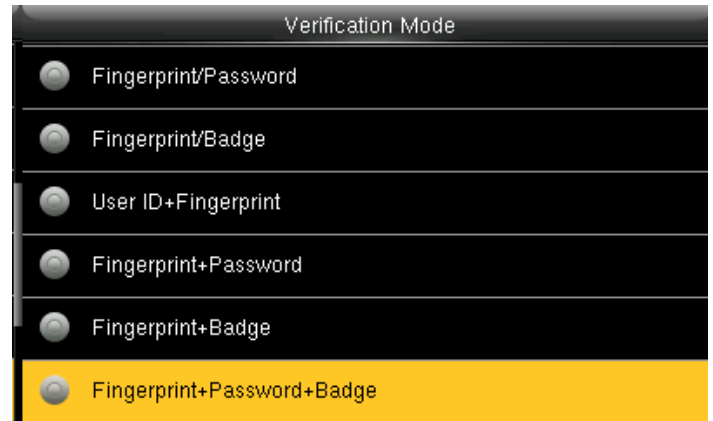 Verification Mode
Fingerprint/Password
Fingerprint/Badge
User ID+Fingerprint
Fingerprint+Password
Fingerprint+Badge
Fingerprint+Password+Badge